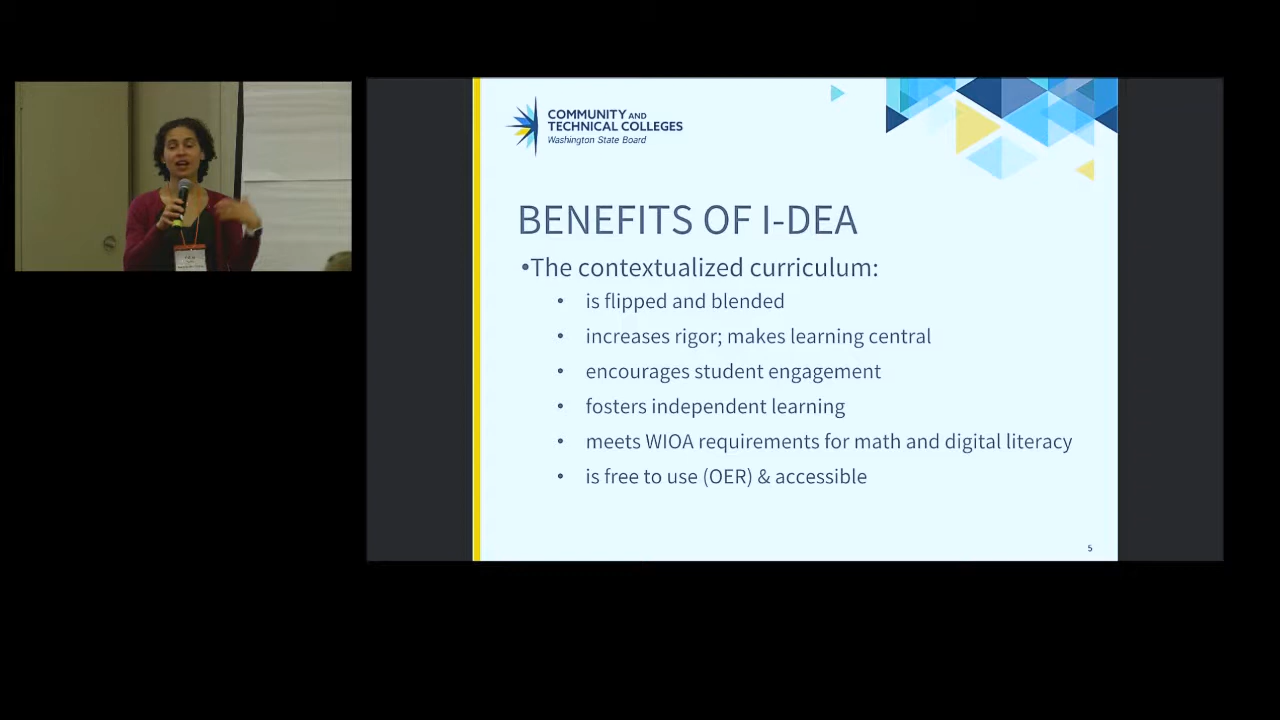 COMMUNITY AND
TECHNICAL COLLEGES
Washington State Board
BENEFITS OF I-DEA
•The contextualized curriculum:
• is flipped and blended
• increases rigor; makes learning central
• encourages student engagement
• fosters independent learning
• meets WIOA requirements for math and digital literacy
• is free to use (OER) & accessible
5